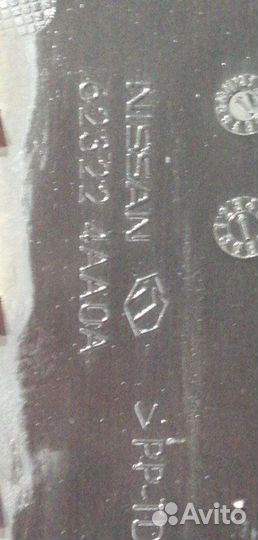 NISSAN
62322 4AA0A
>PP-TD
Avito